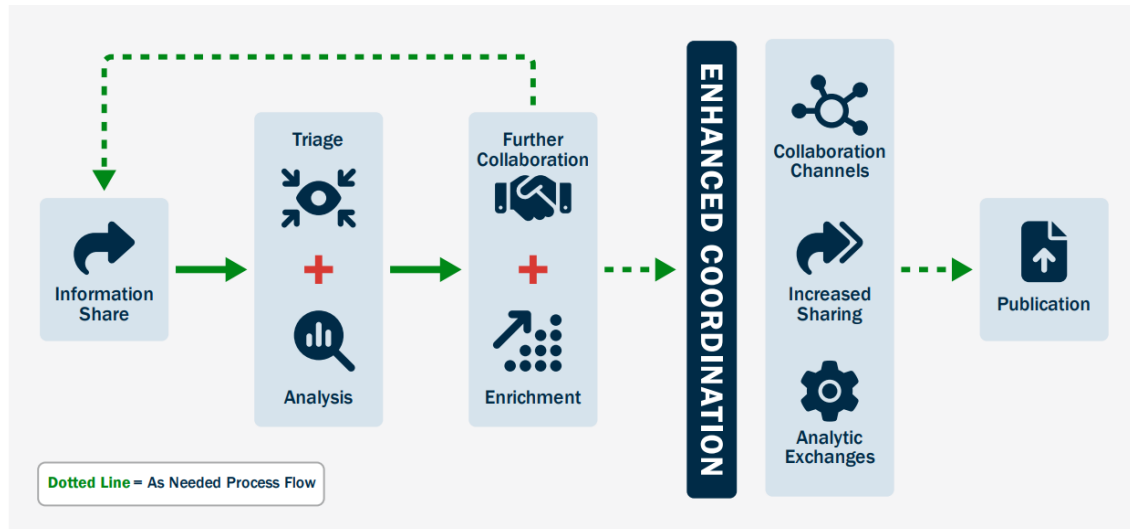 Information
Share
Triage
Analysis
Further
Collaboration
Enrichment
ENHANCED COORDINATION
Collaboration
Channels
Increased
Sharing
Analytic
Exchanges
Publication
Dotted Line = As Needed Process Flow